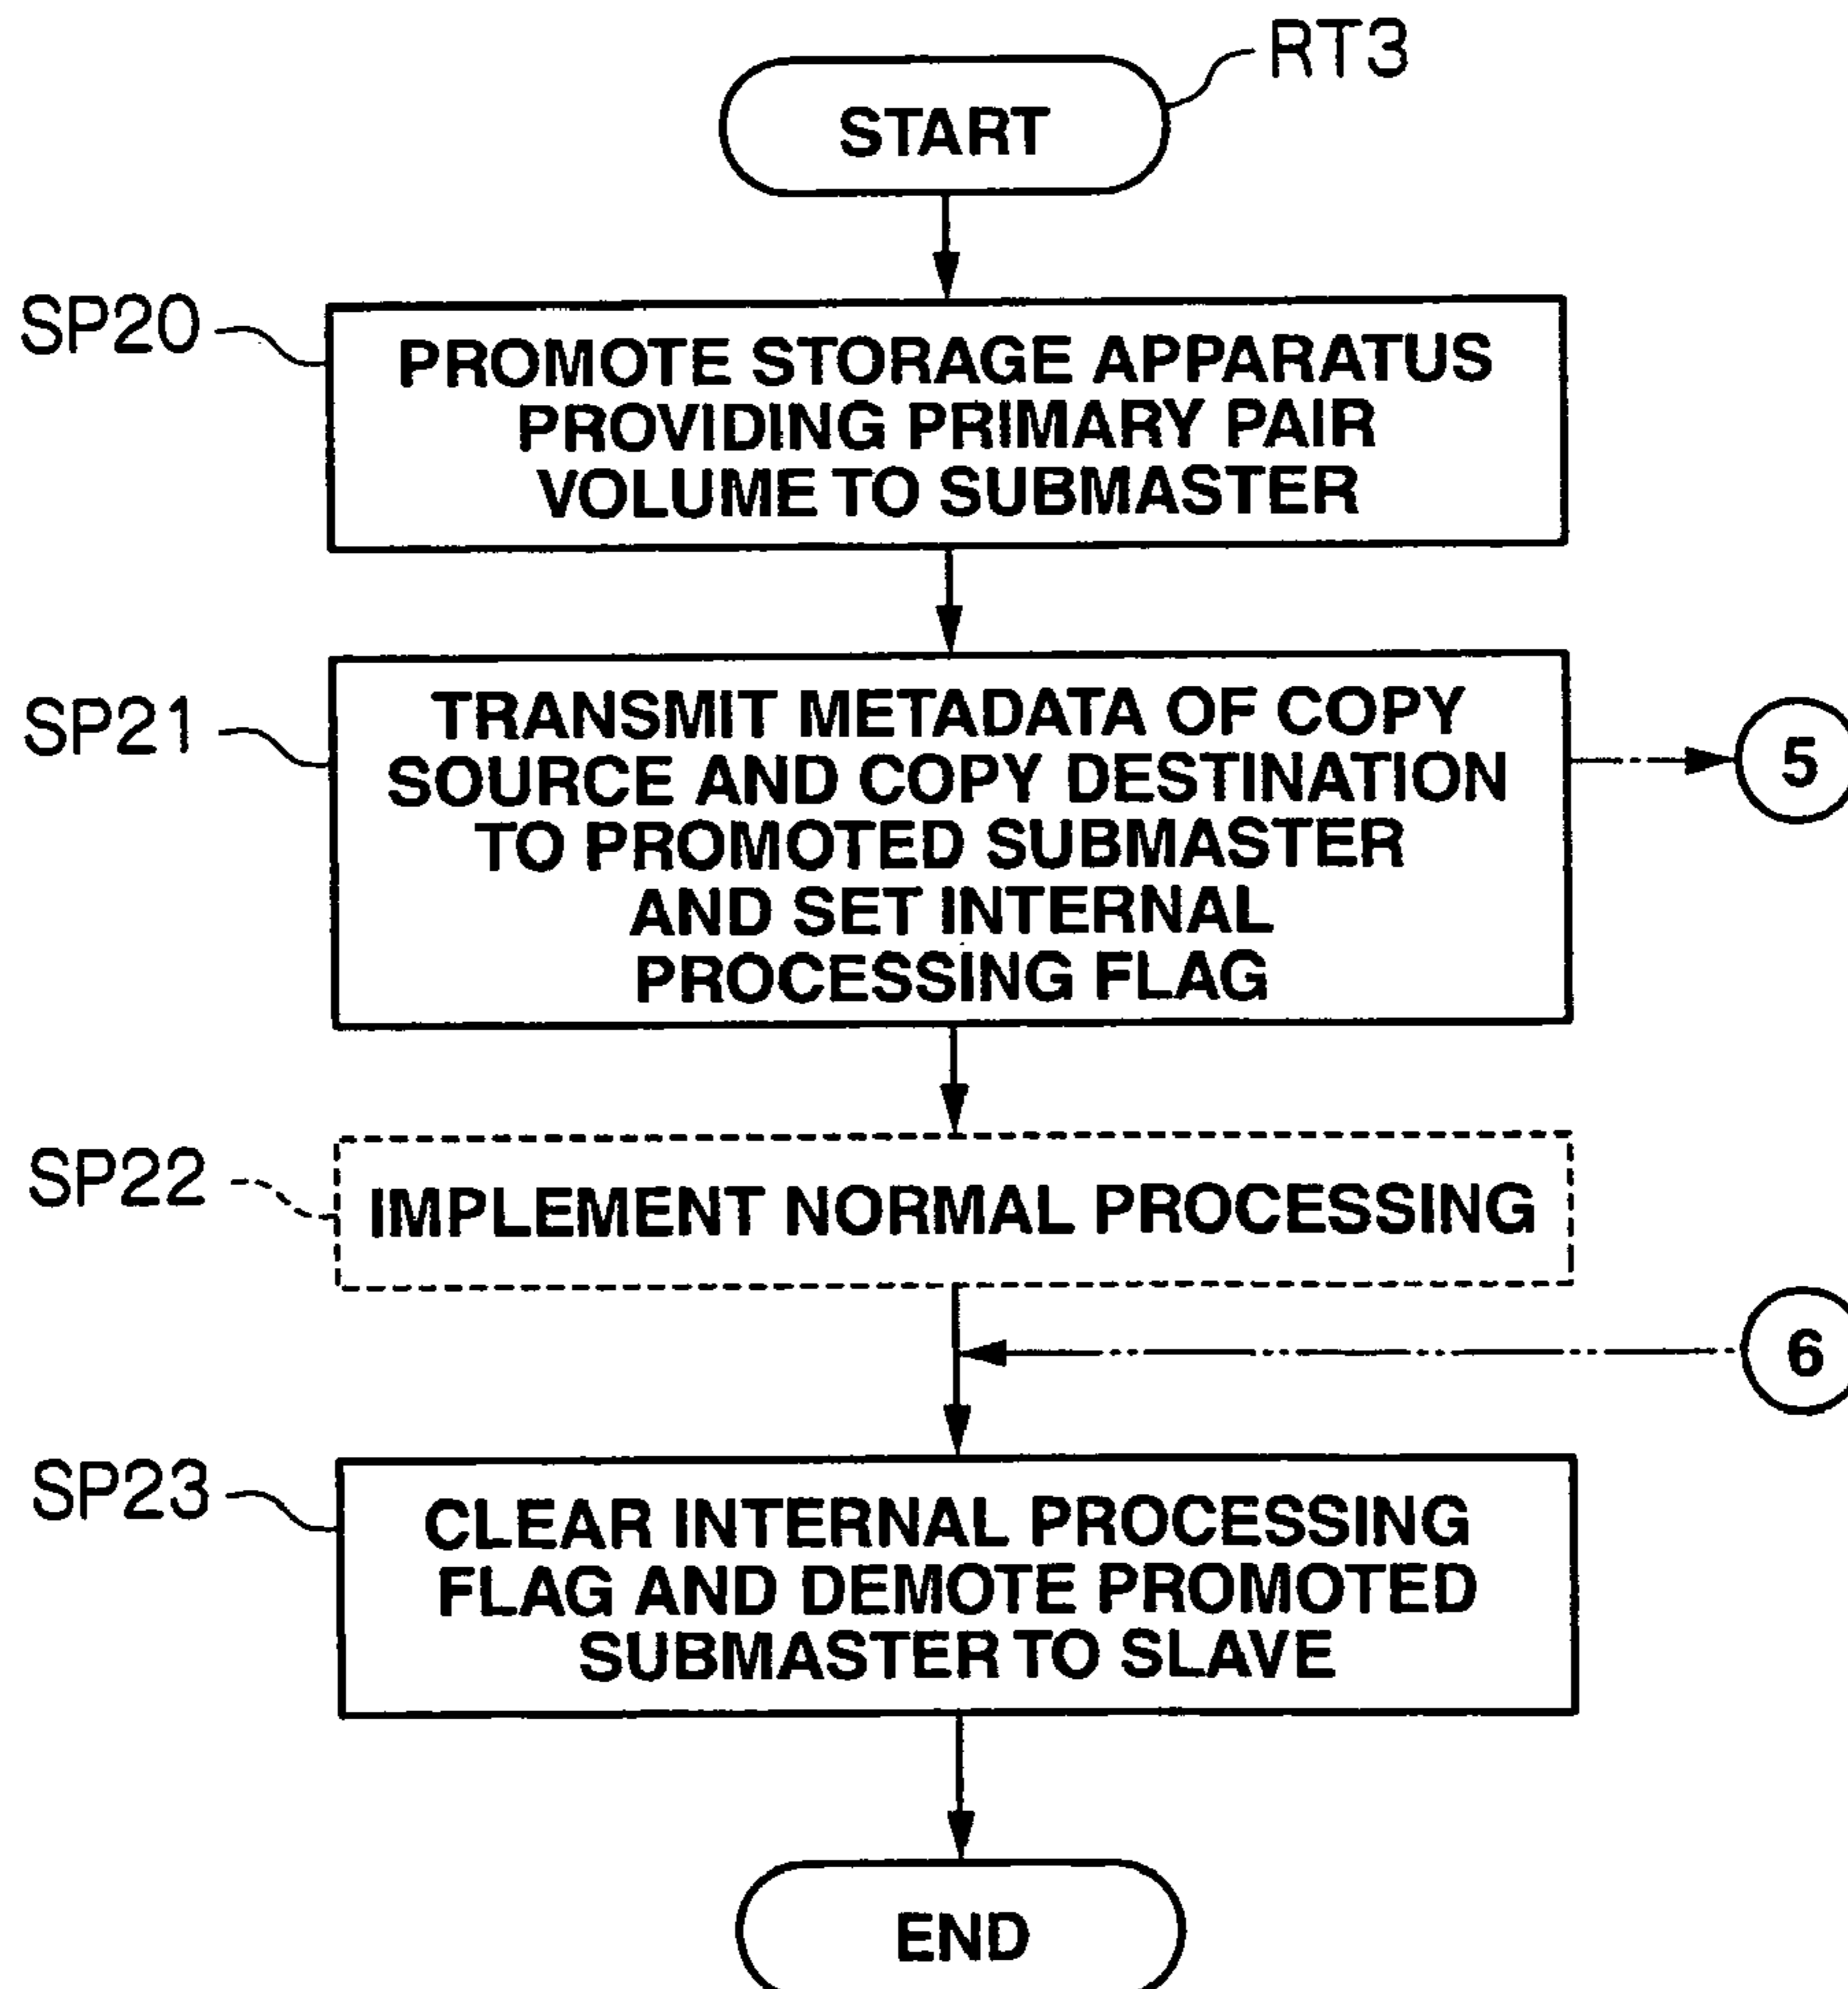 RT3
START
SP20
PROMOTE STORAGE APPARATUS
PROVIDING PRIMARY PAIR
VOLUME TO SUBMASTER
SP21
TRANSMIT METADATA OF COPY
SOURCE AND COPY DESTINATION
TO PROMOTED SUBMASTER
AND SET INTERNAL
PROCESSING FLAG
5
SP22
IMPLEMENT NORMAL PROCESSING
6
SP23
CLEAR INTERNAL PROCESSING
FLAG AND DEMOTE PROMOTED
SUBMASTER TO SLAVE
END